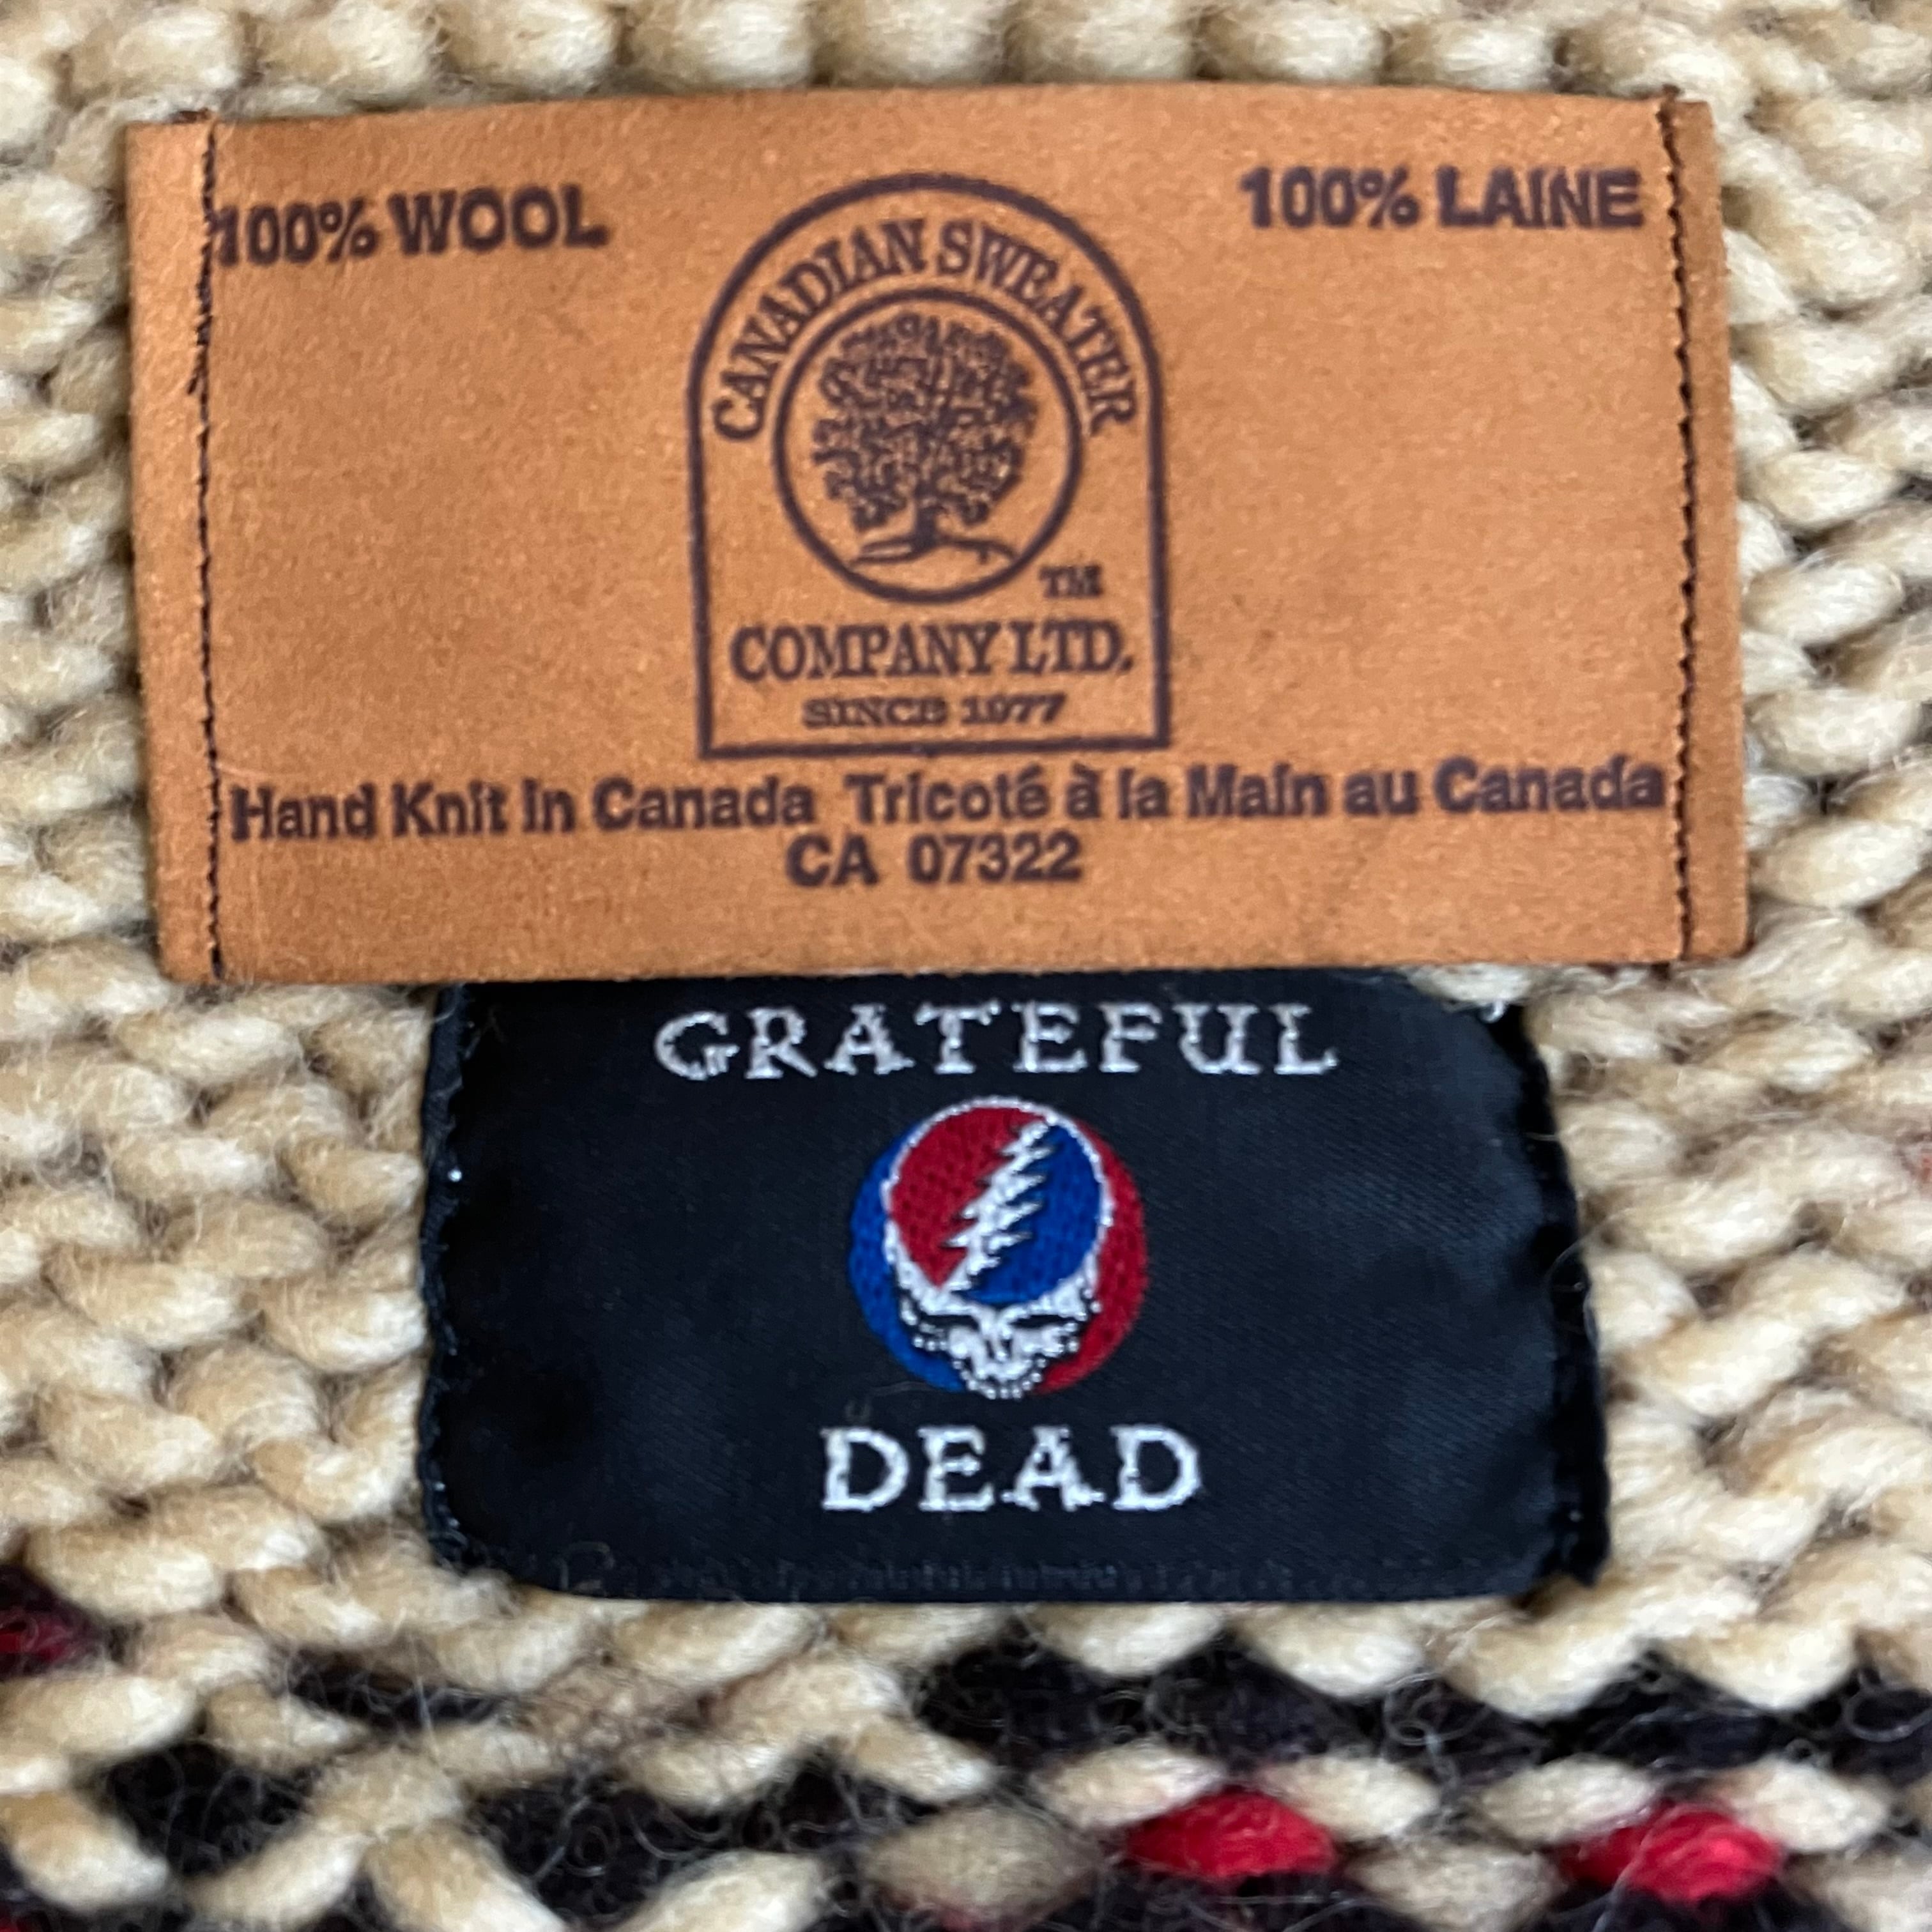 100% WOOL
100% LAINE
CANADIAN SWEATER
TM
COMPANY LTD.
SINCE 1977
Hand Knit in Canada Tricoté à la Main au Canada
CA 07322
GRATEFUL
DEAD